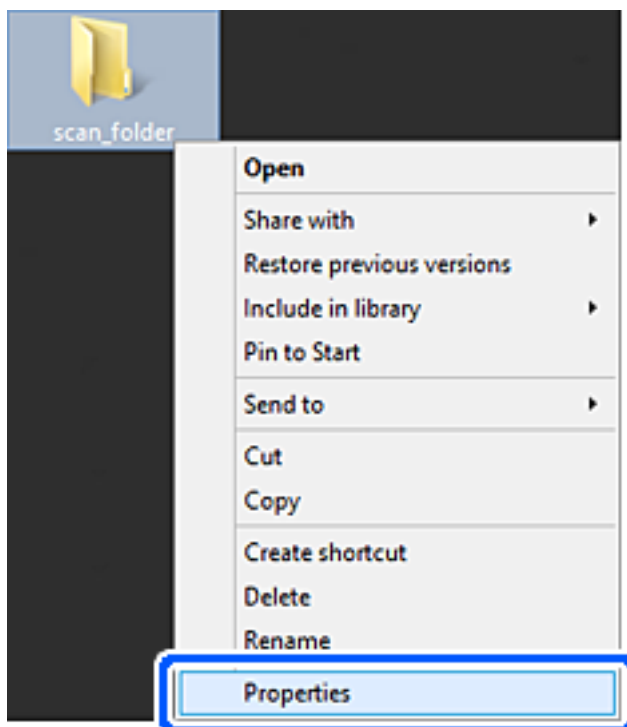 scan_folder
Open
Share with
Restore previous versions
Include in library
Pin to Start
Send to
Cut
Copy
Create shortcut
Delete
Rename
Properties